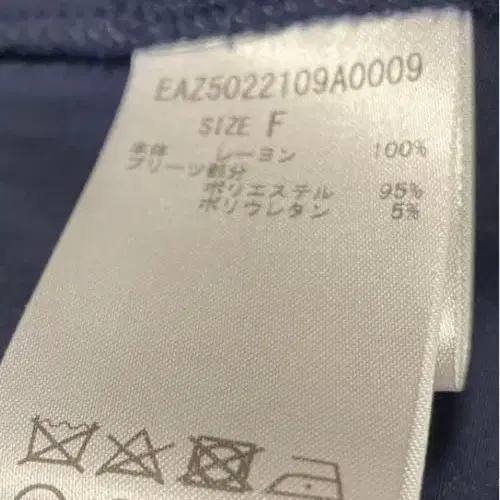 EAZ5022109A0009
SIZE F
本体 レーヨン 100%
プリーツ部分
ポリエステル 95%
ポリウレタン 5%